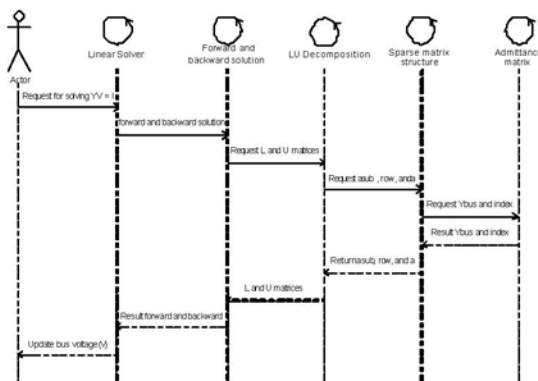 Linear Solver
Forward and
backward solution
LU Decomposition
Sparse matrix
structure
Admittance
matrix
Actor
Request for solving YV = I
forward and backward solution
Request L and U matrices
Request asub , row, anda
Request Ybus and index
Result Ybus and index
Return asub, row, and a
L and U matrices
Result forward and backward
Update bus voltage (v)